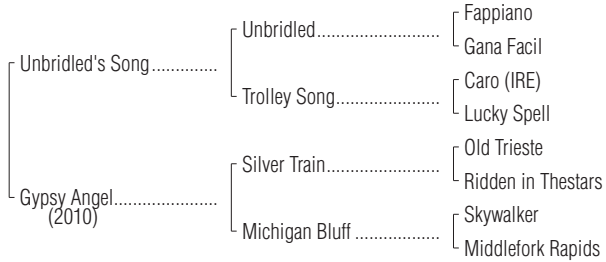 Fappiano
Unbridled................
Gana Facil
Unbridled's Song.............
Caro (IRE)
Trolley Song.....................
Lucky Spell
Old Trieste
Silver Train.......................
Ridden in Thestars
Gypsy Angel....................
(2010)
Skywalker
Michigan Bluff .................
Middlefork Rapids